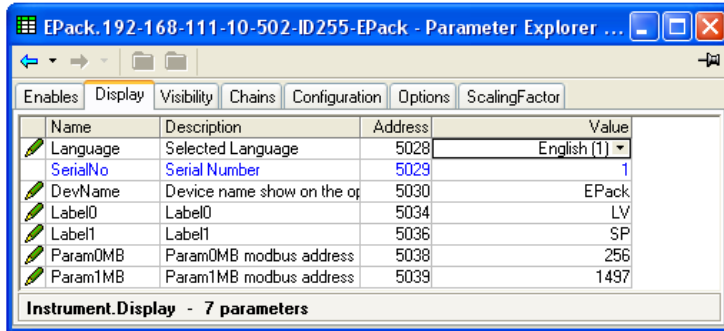 EPack.192-168-111-10-502-ID255-EPack - Parameter Explorer ...
Enables Display Visibility Chains Configuration Options ScalingFactor
Name Description Address Value
Language Selected Language 5028 English (1)
SerialNo Serial Number 5029 1
DevName Device name show on the op 5030 EPack
Label0 Label0 5034 LV
Label1 Label1 5036 SP
Param0MB Param0MB modbus address 5038 256
Param1MB Param1MB modbus address 5039 1497
Instrument.Display - 7 parameters